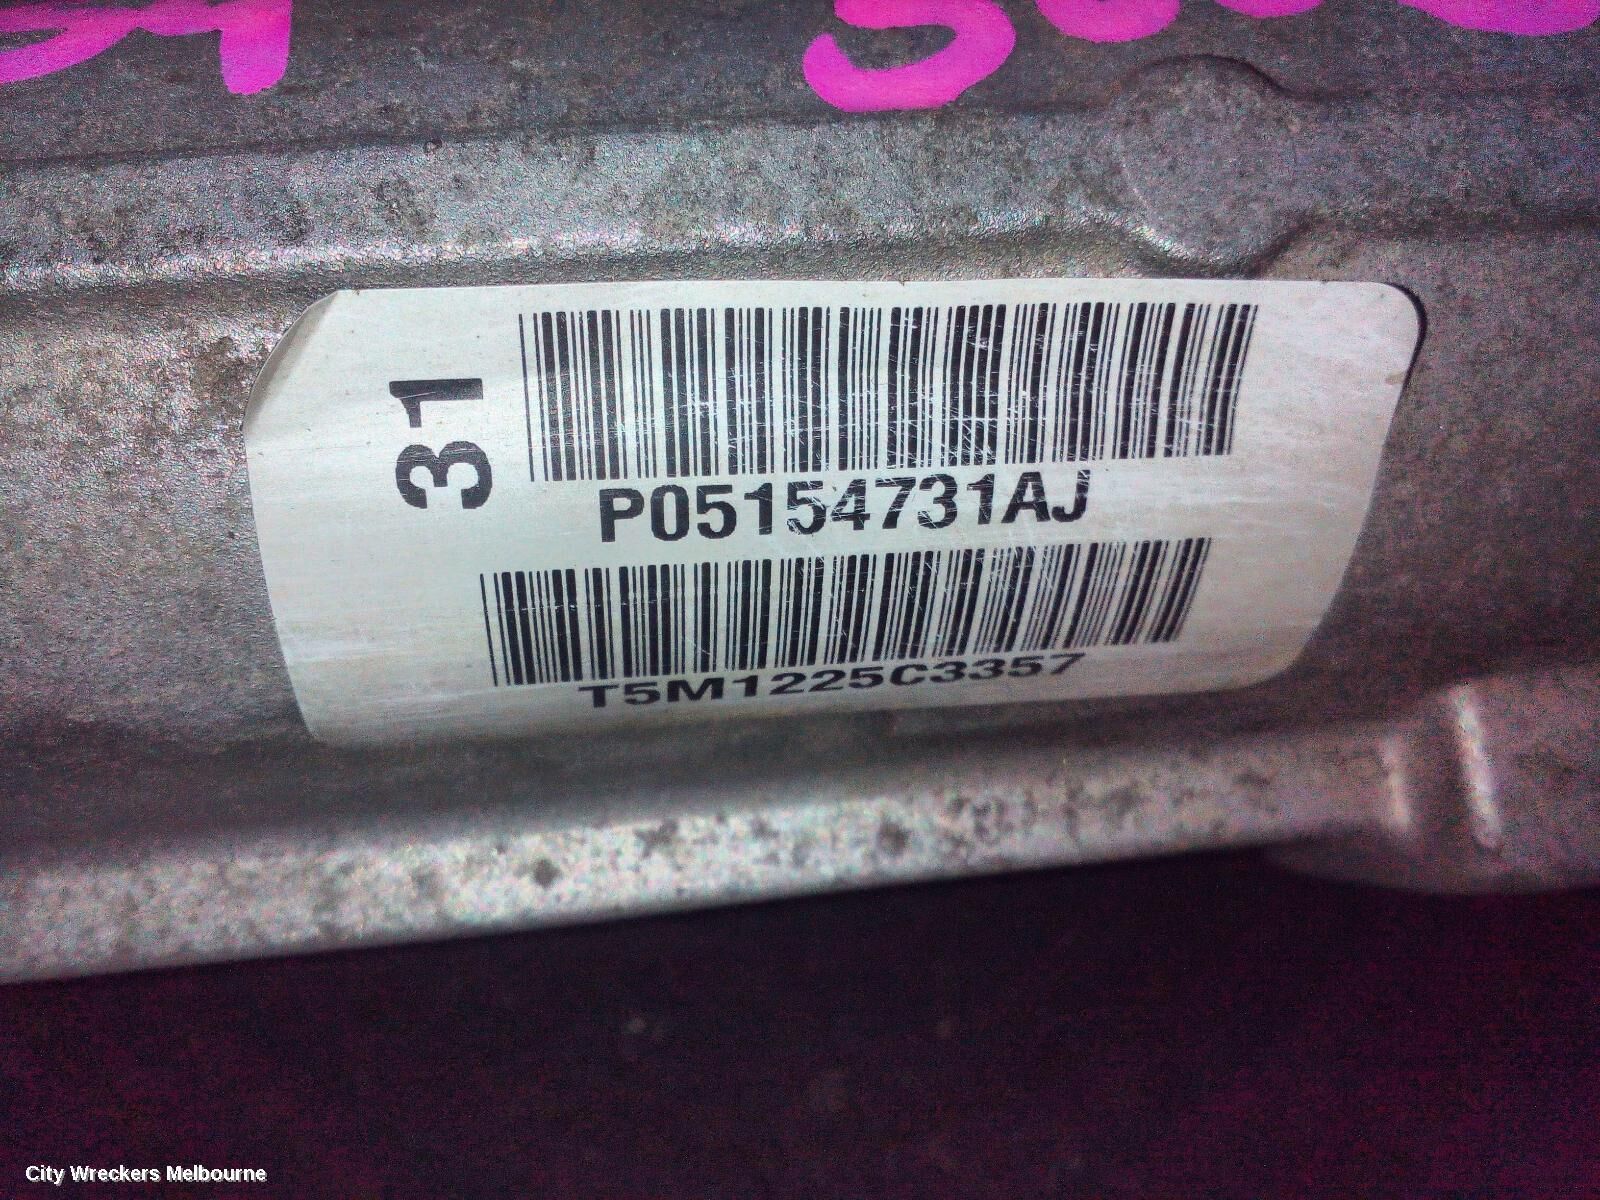 31
P05154731AJ
T5M1225C3357
City Wreckers Melbourne